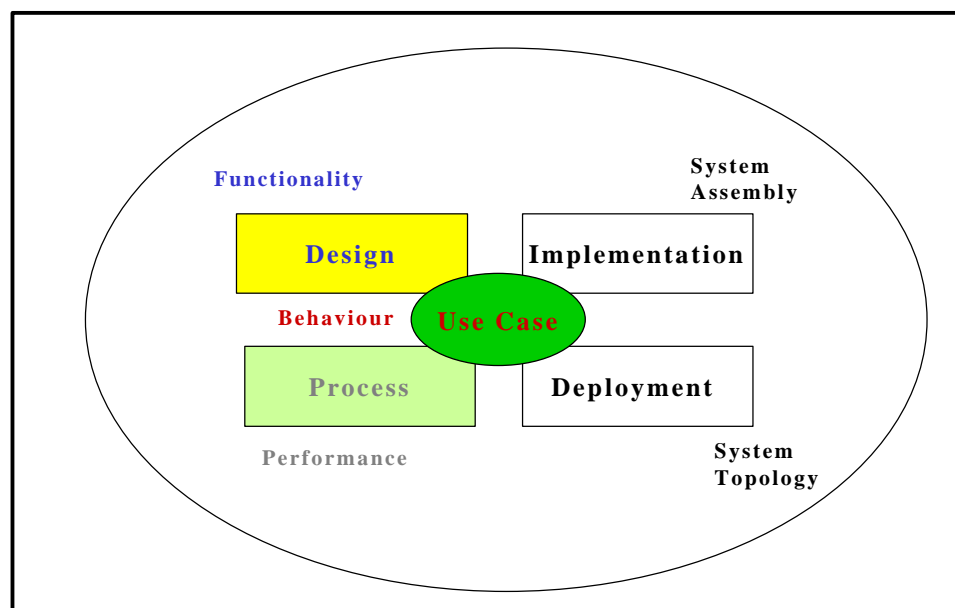 Functionality
System
Assembly
Design
Implementation
Behaviour
Use Case
Process
Deployment
Performance
System
Topology